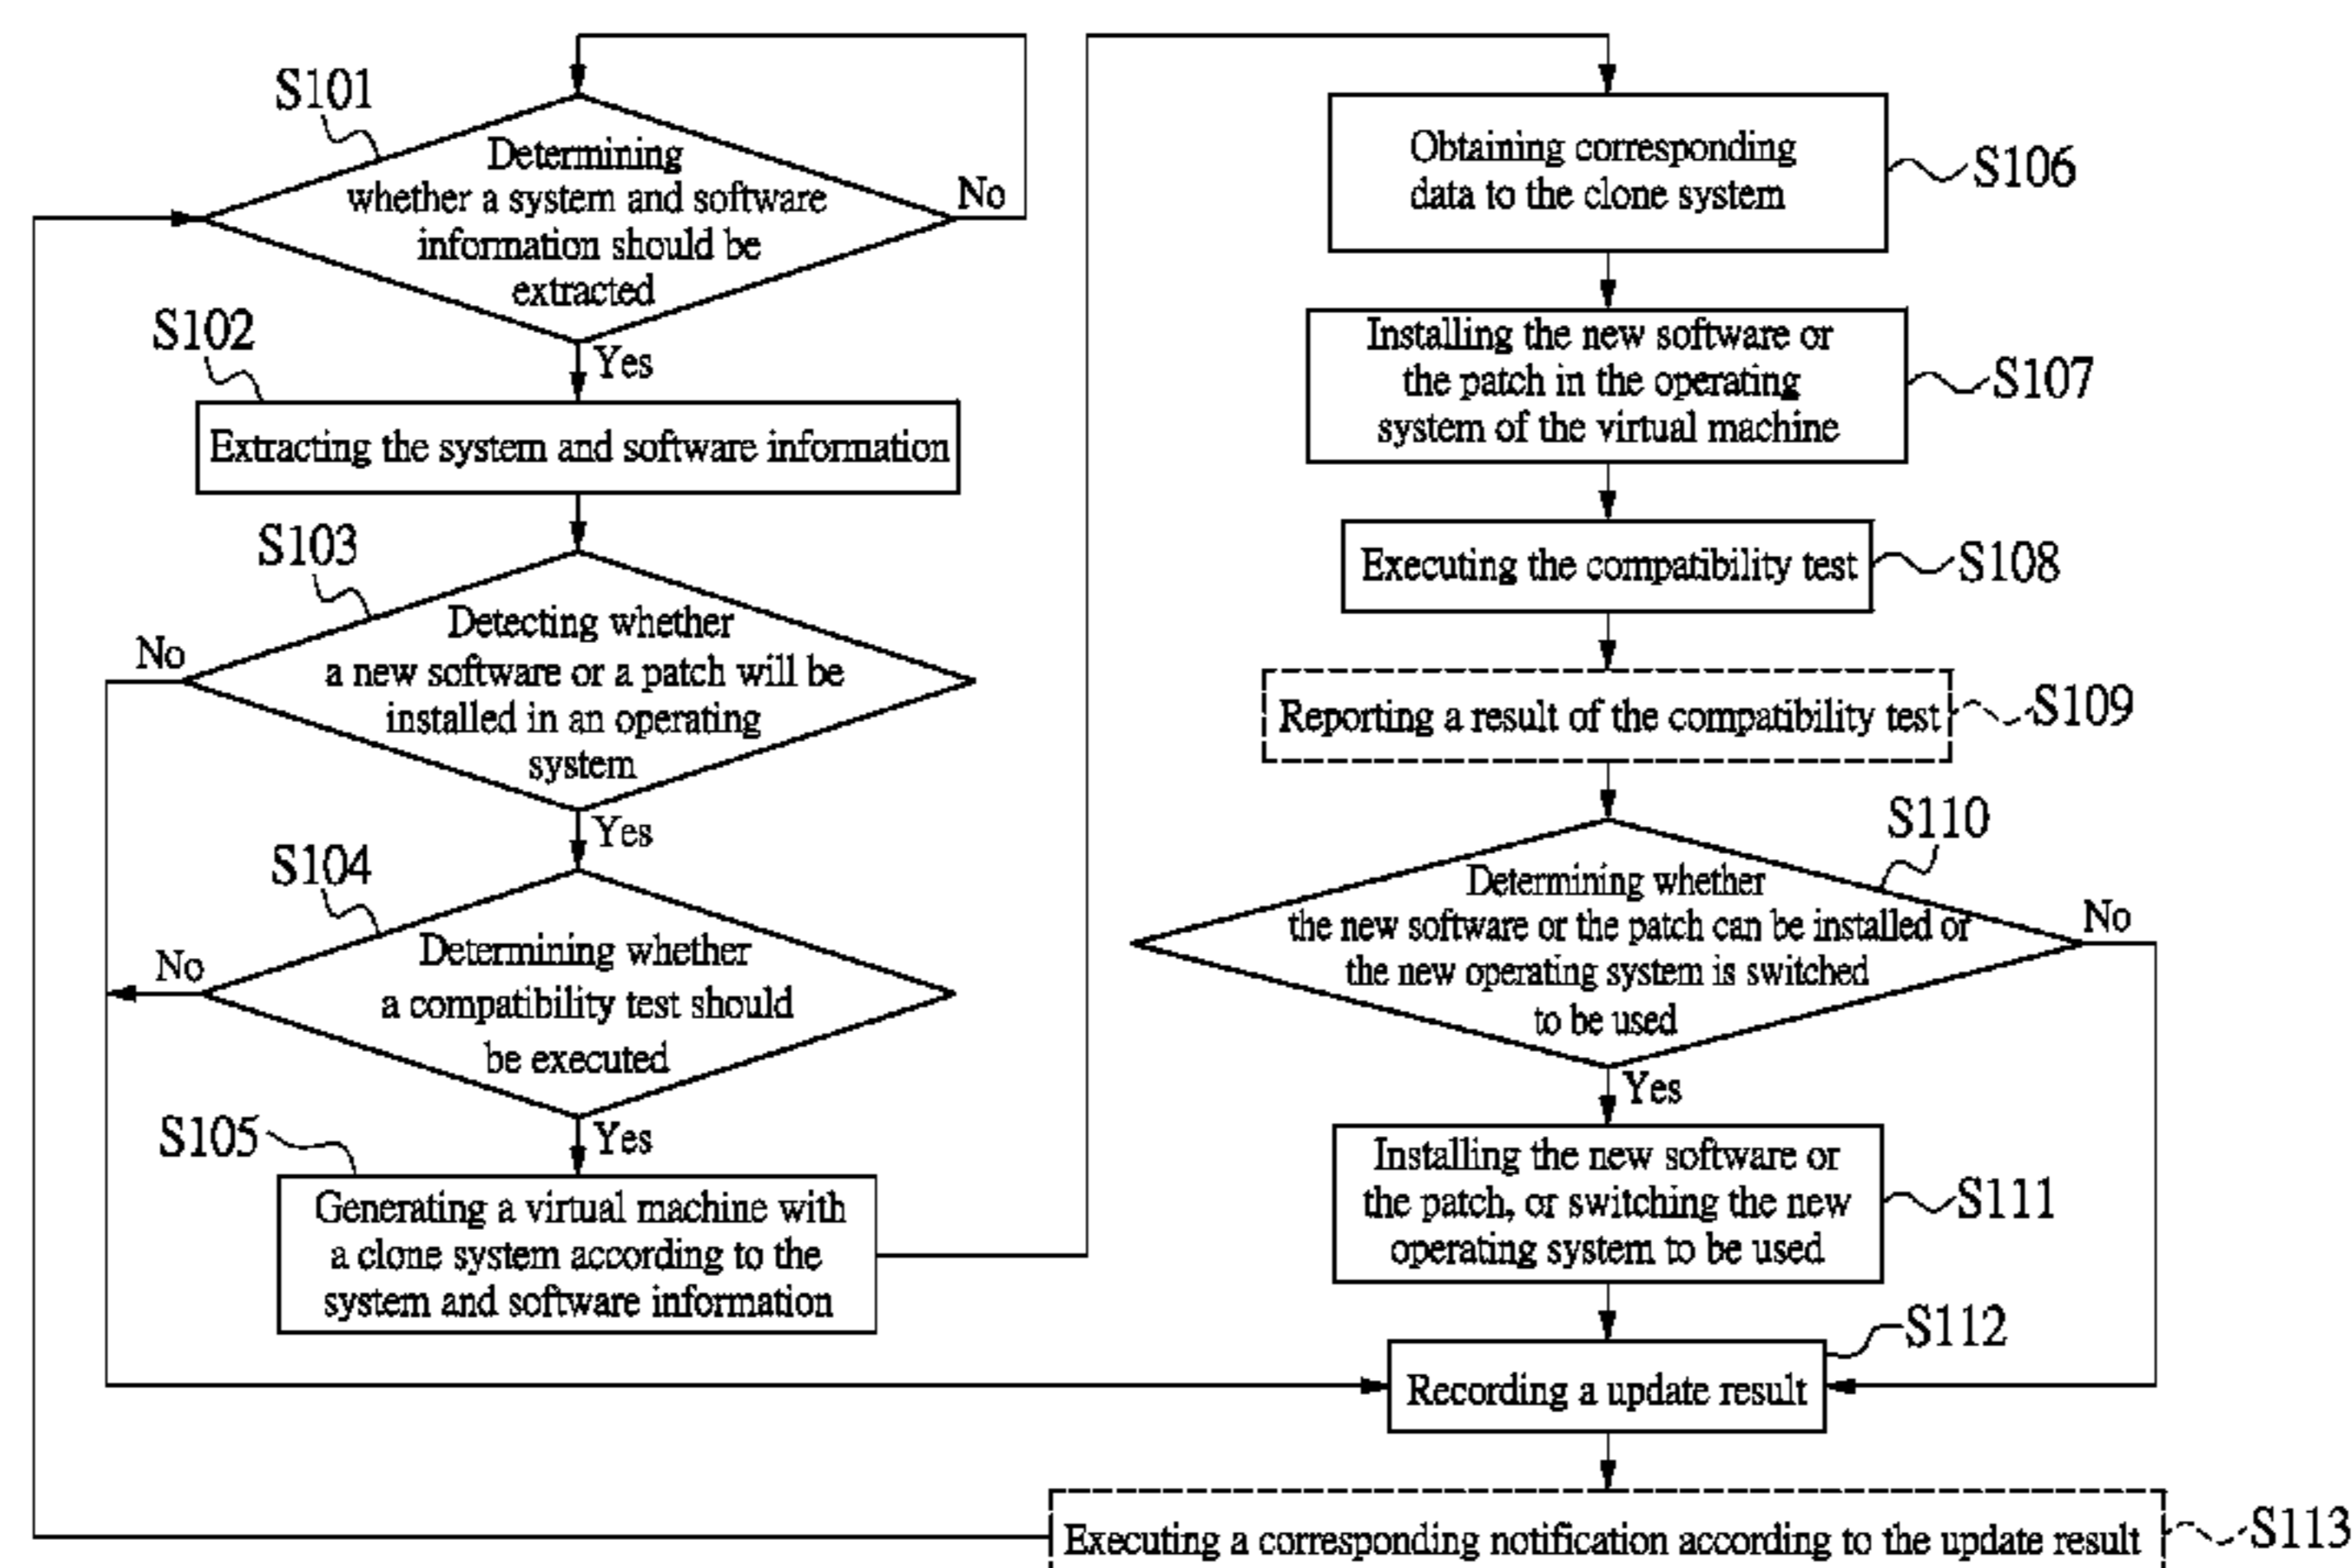 S101
Determining
whether a system and software
information should be
extracted
No
Yes
S102
Extracting the system and software information
S103
Detecting whether
a new software or a patch will be
installed in an operating
system
No
Yes
S104
Determining whether
a compatibility test should
be executed
No
Yes
S105
Generating a virtual machine with
a clone system according to the
system and software information
Obtaining corresponding
data to the clone system
S106
Installing the new software or
the patch in the operating
system of the virtual machine
S107
Executing the compatibility test
S108
Reporting a result of the compatibility test
S109
S110
Determining whether
the new software or the patch can be installed or
the new operating system is switched
to be used
No
Yes
Installing the new software or
the patch, or switching the new
operating system to be used
S111
S112
Recording a update result
Executing a corresponding notification according to the update result
S113